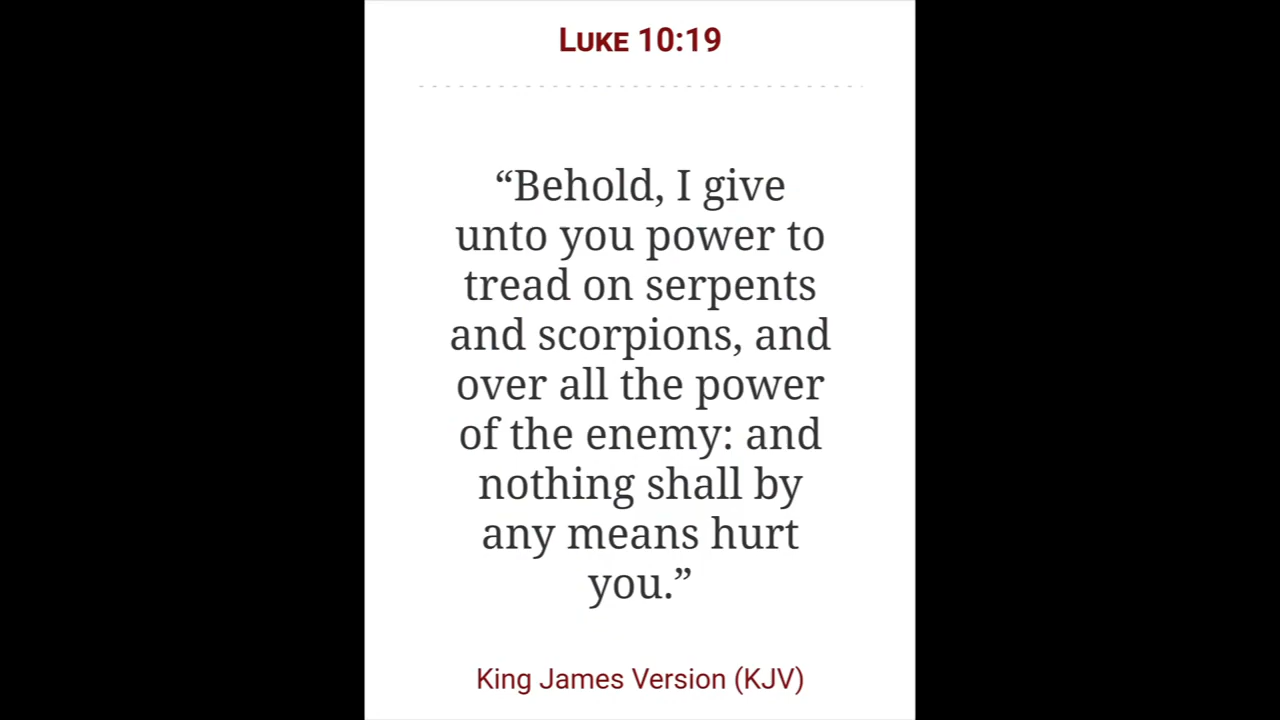 Luke 10:19
“Behold, I give
unto you power to
tread on serpents
and scorpions, and
over all the power
of the enemy: and
nothing shall by
any means hurt
you.”
King James Version (KJV)